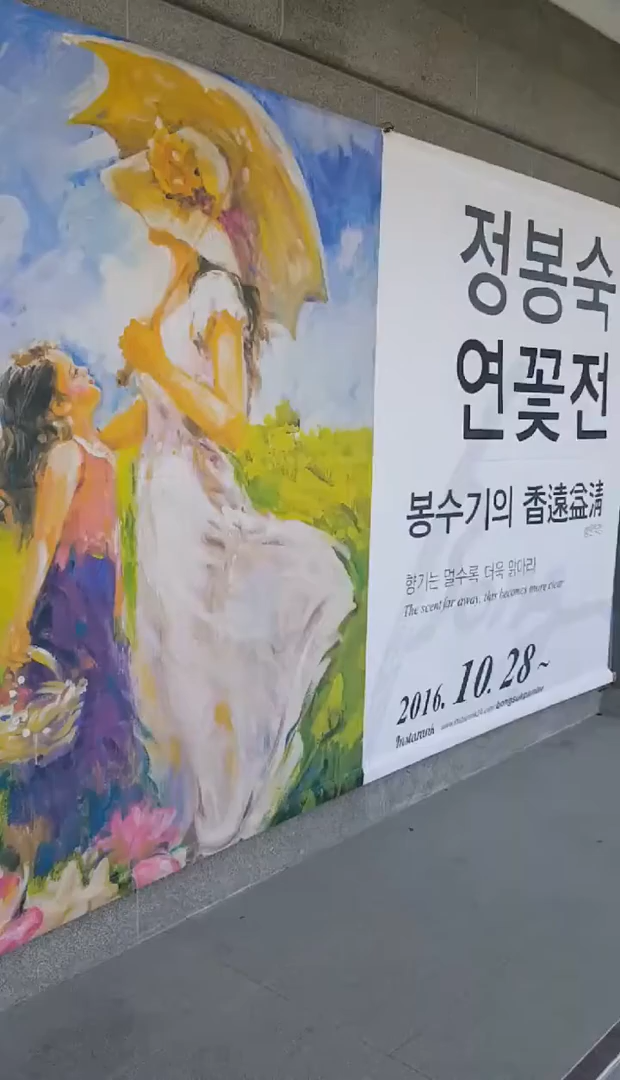 정봉숙
연꽃전
봉수기의 香遠益淸
향기는 멀수록 더욱 맑아라
The scent far away, this becomes more clear
2016. 10. 28~